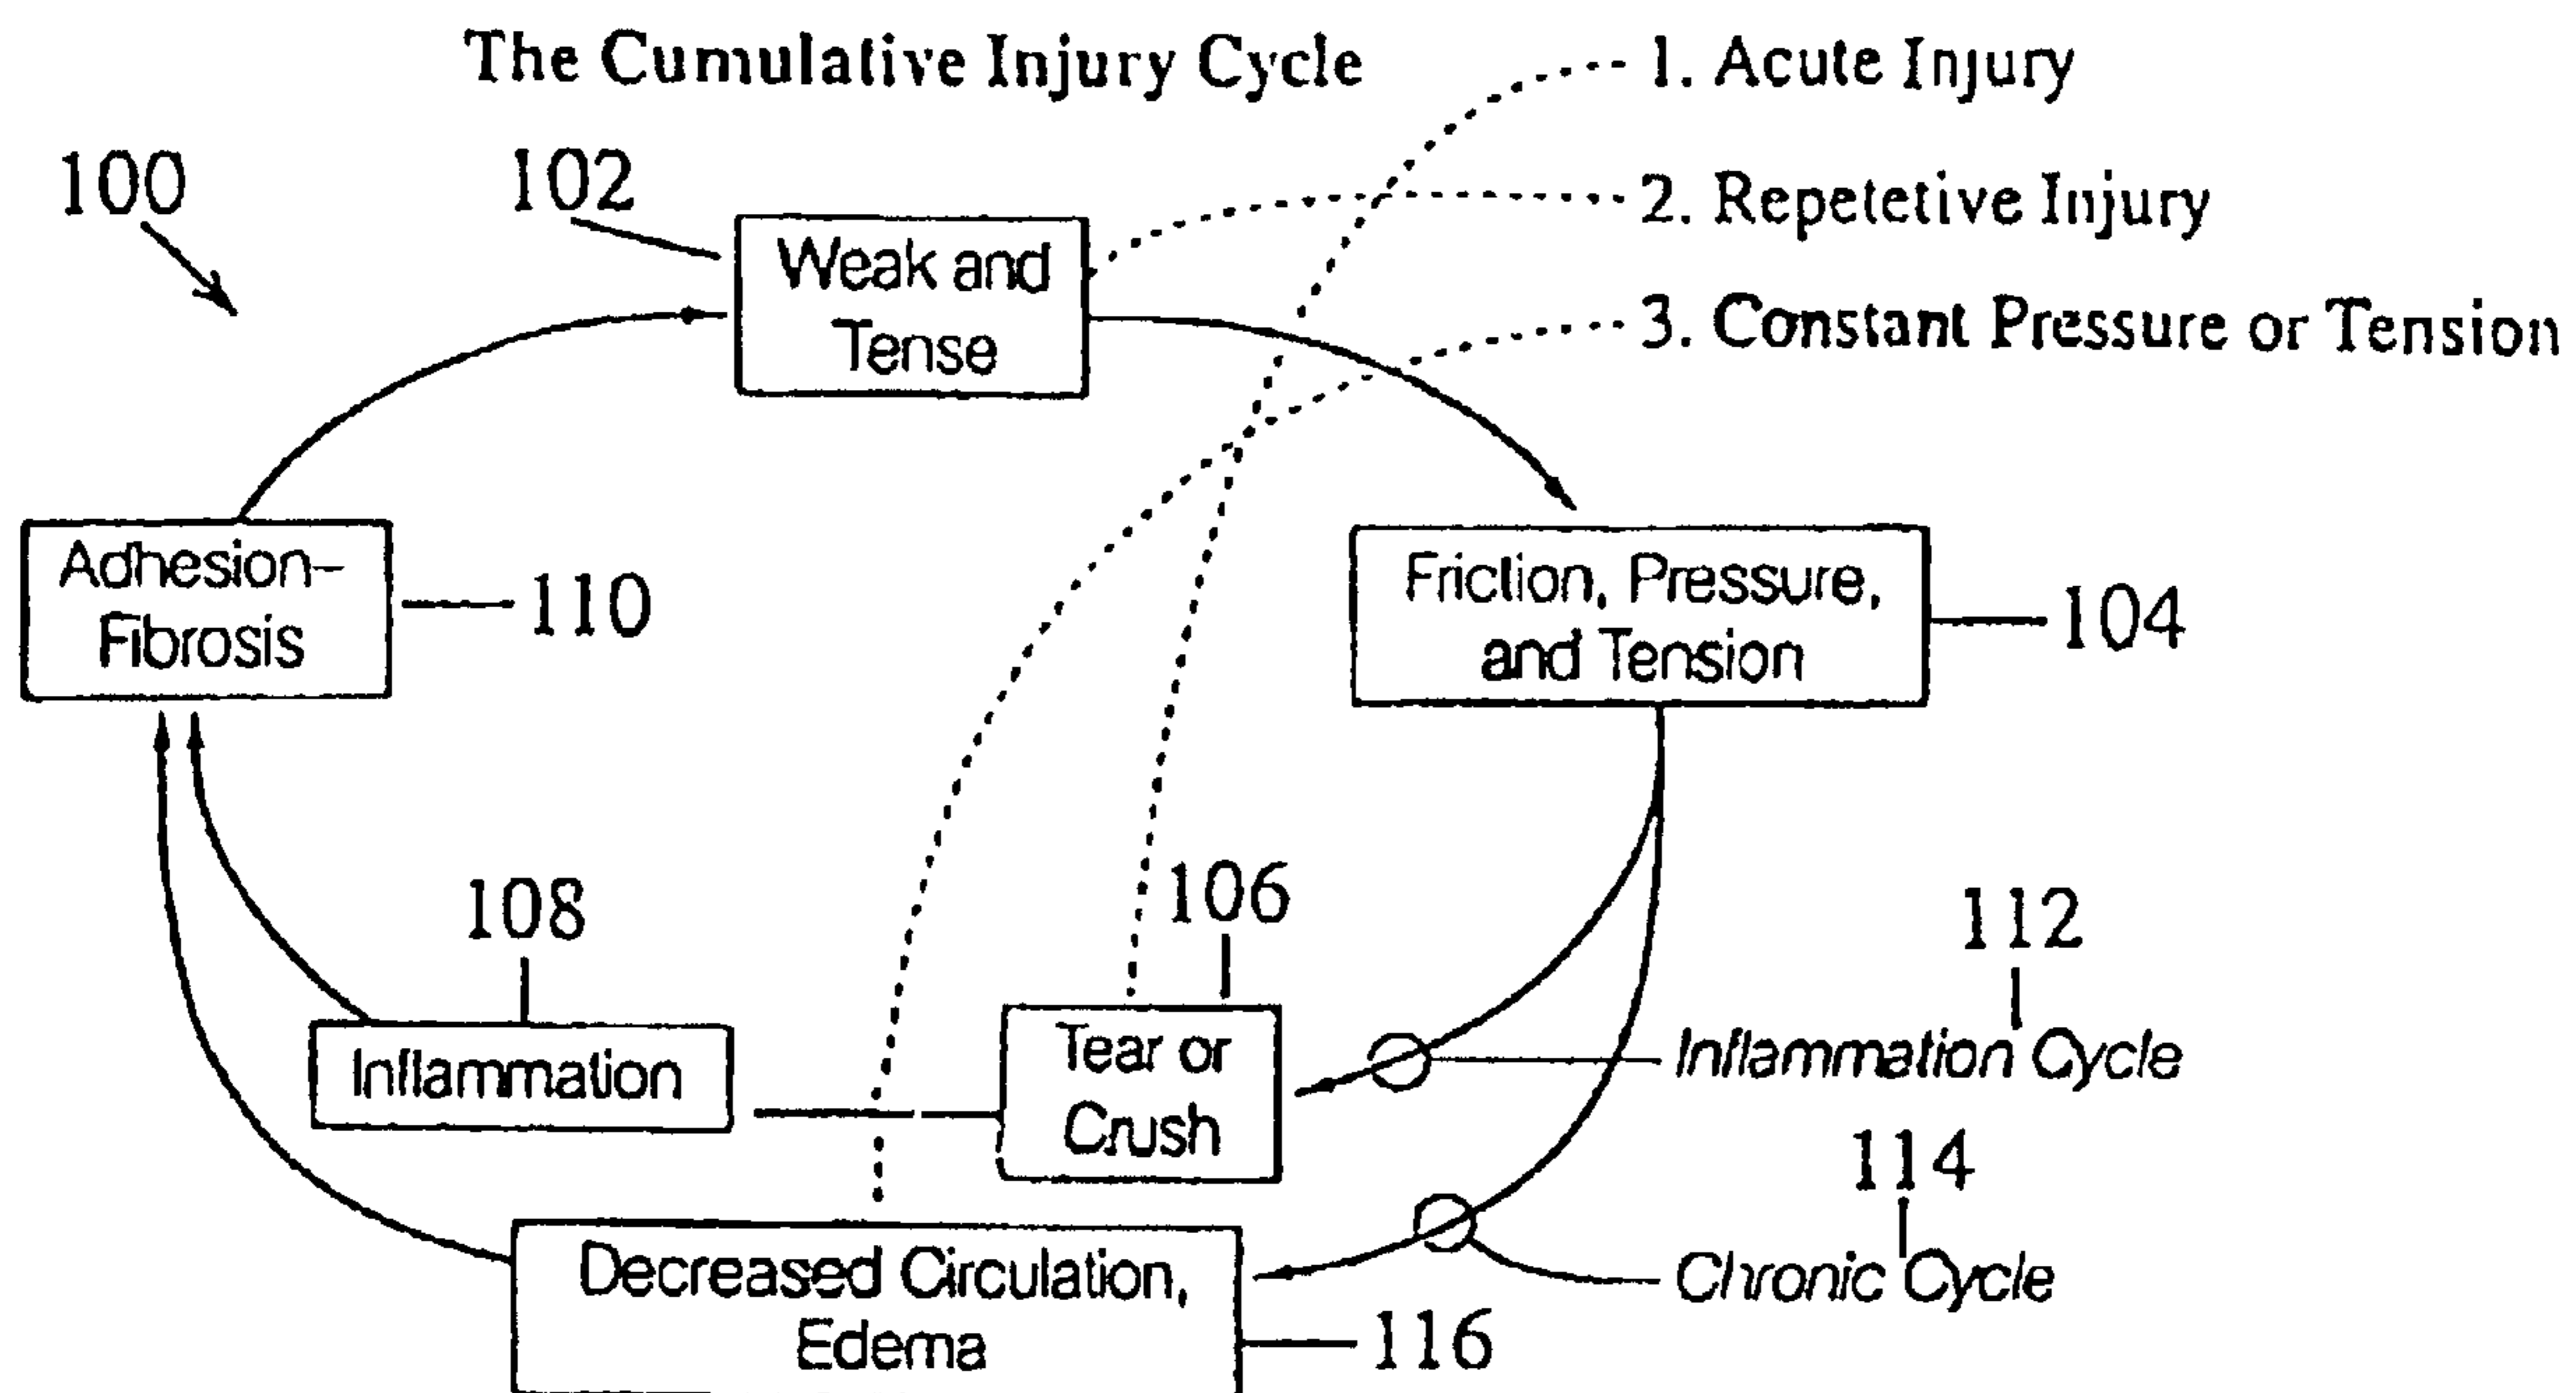 The Cumulative Injury Cycle
1. Acute Injury
100
102
2. Repetetive Injury
Weak and
Tense
3. Constant Pressure or Tension
Adhesion–
Fibrosis
110
Friction, Pressure,
and Tension
104
108
106
112
Inflammation
Tear or
Crush
Inflammation Cycle
114
Decreased Circulation,
Edema
Chronic Cycle
116